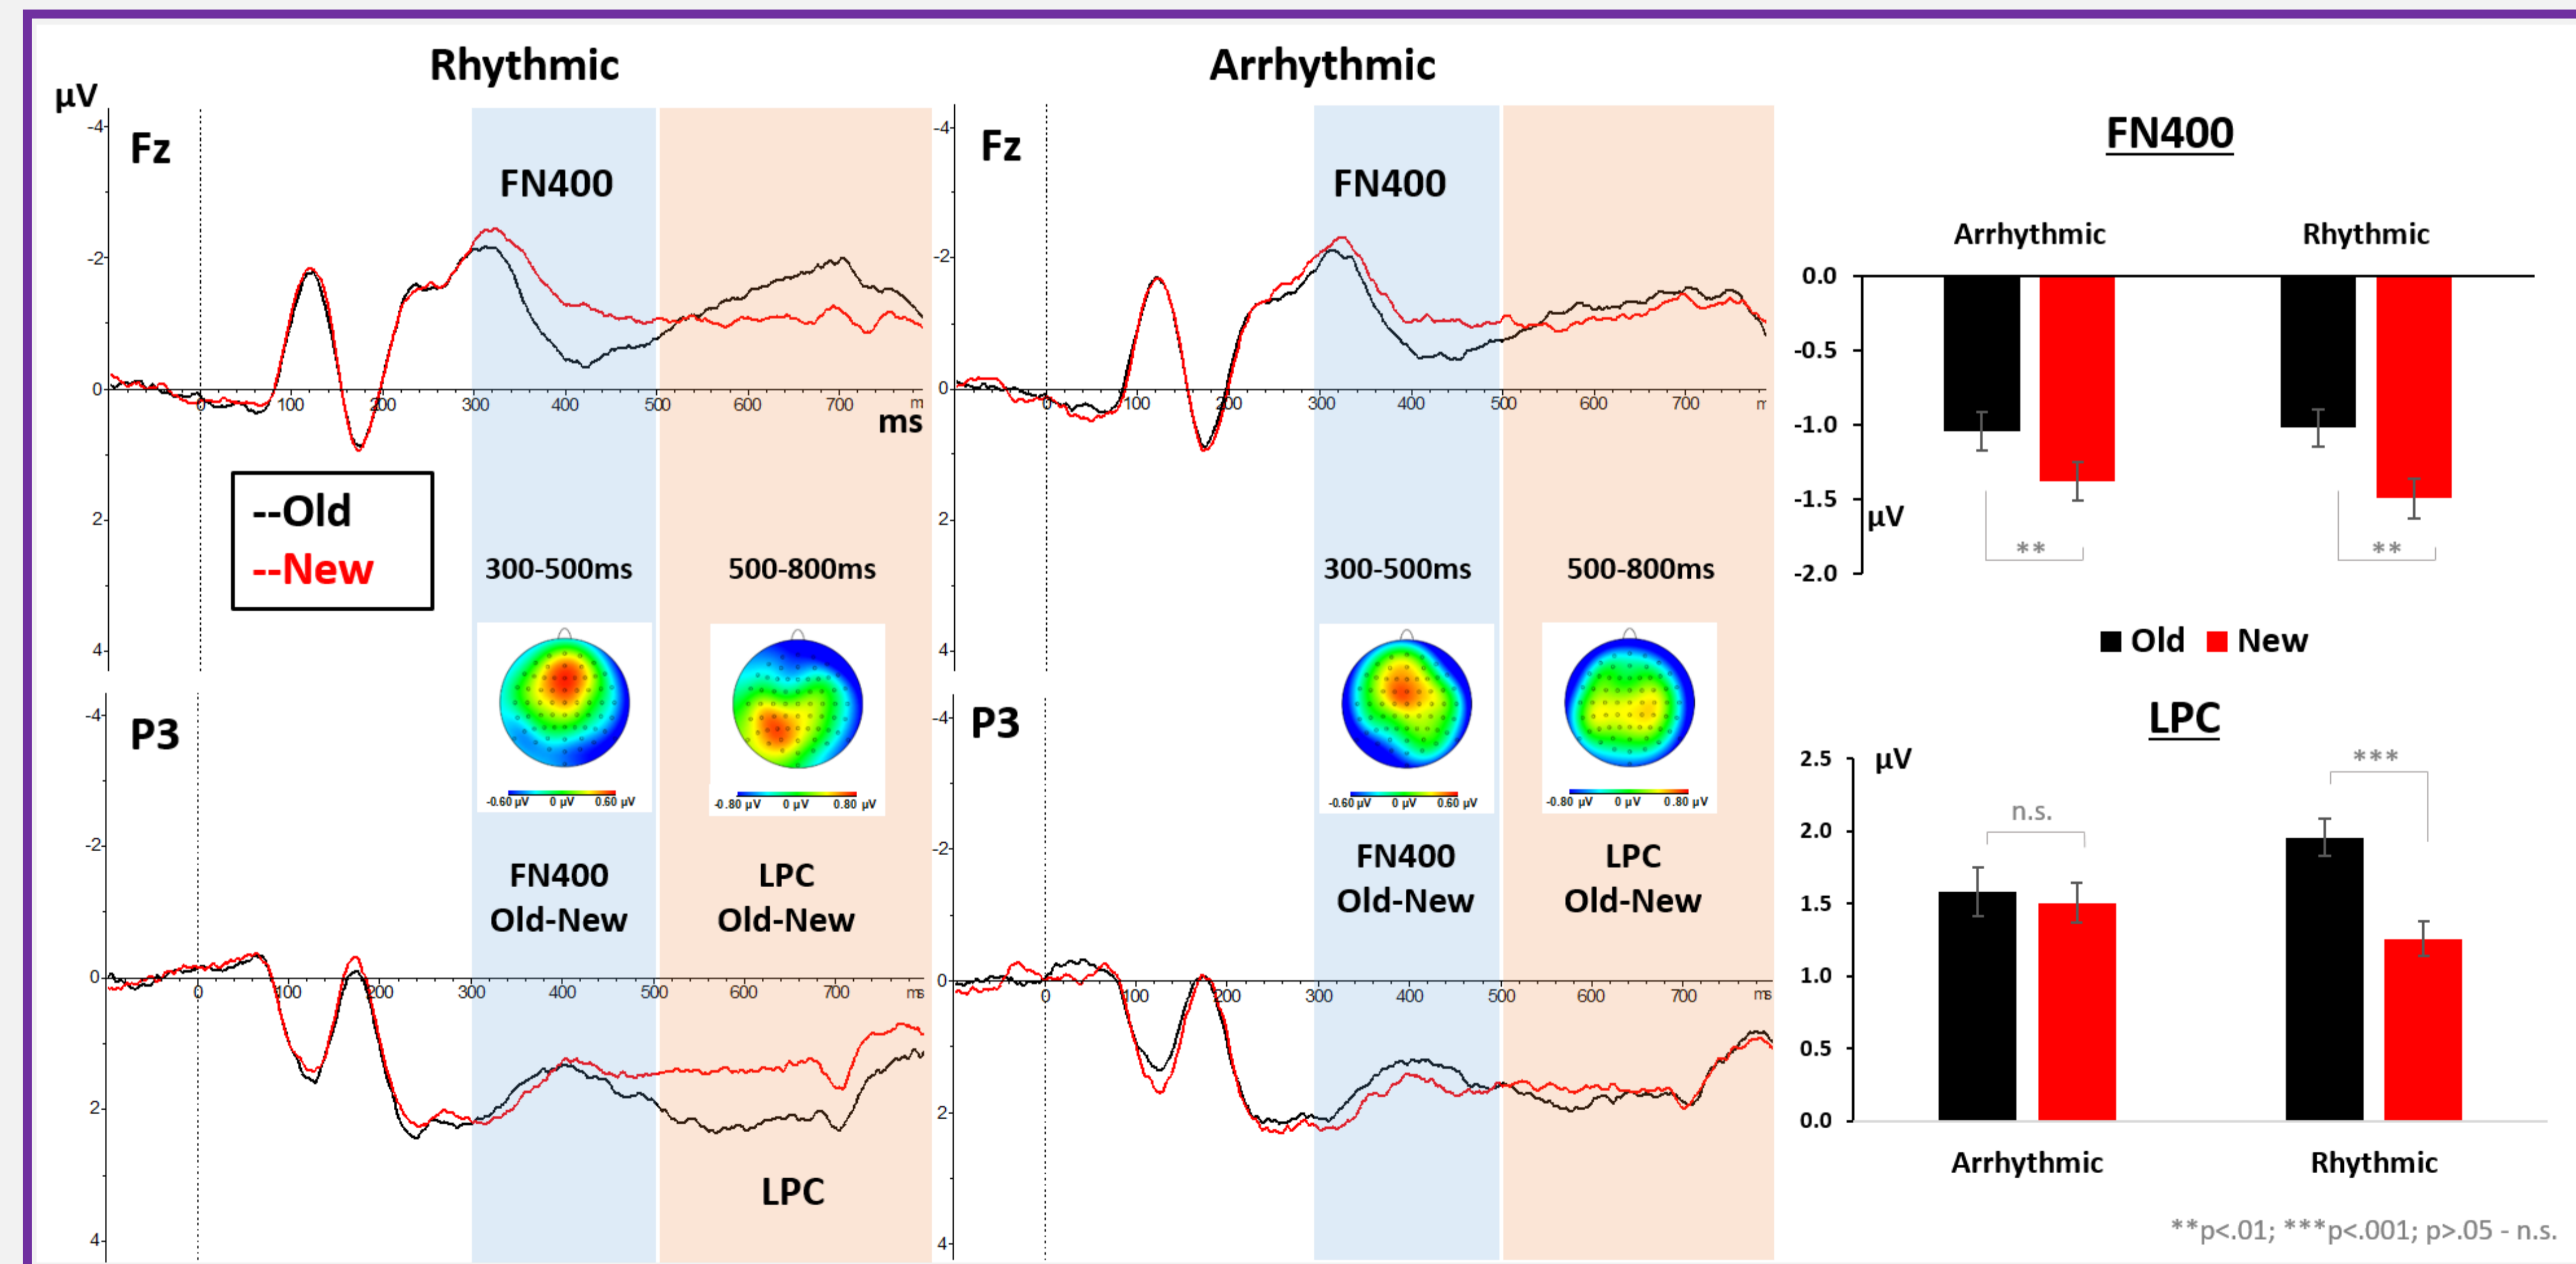 Rhythmic
Arrhythmic
µV
-4
Fz
FN400
-2
0
0 100 200 300 400 500 600 700 m
ms
2
4
--Old
--New
300-500ms
500-800ms
-0.60 µV 0 µV 0.60 µV
-0.80 µV 0 µV 0.80 µV
FN400
Old-New
LPC
Old-New
P3
-4
-2
0
0 100 200 300 400 500 600 700 ms
2
LPC
4
-4
Fz
FN400
-2
0
0 100 200 300 400 500 600 700
2
4
300-500ms
500-800ms
-0.60 µV 0 µV 0.60 µV
-0.80 µV 0 µV 0.80 µV
FN400
Old-New
LPC
Old-New
P3
-4
-2
0
0 100 200 300 400 500 600 700 ms
2
4
FN400
Arrhythmic Rhythmic
0.0
-0.5
-1.0
-1.5
µV
-2.0
** **
Old New
LPC
µV
2.5
2.0
1.5
1.0
0.5
0.0
n.s. ***
Arrhythmic Rhythmic
**p<.01; ***p<.001; p>.05 - n.s.